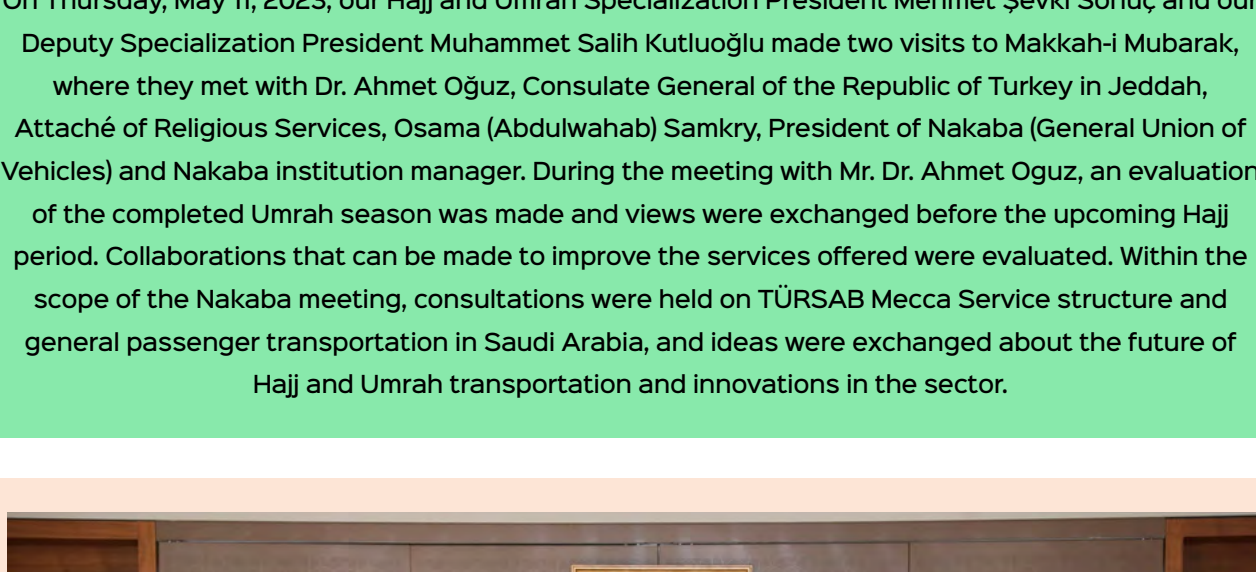 On Thursday, May 11, 2023, our Hajj and Umrah Specialization President Mehmet Şevki Sonuç and our
Deputy Specialization President Muhammet Salih Kutluoğlu made two visits to Makkah-i Mubarak,
where they met with Dr. Ahmet Oğuz, Consulate General of the Republic of Turkey in Jeddah,
Attaché of Religious Services, Osama (Abdulwahab) Samkry, President of Nakaba (General Union of
Vehicles) and Nakaba institution manager. During the meeting with Mr. Dr. Ahmet Oguz, an evaluation
of the completed Umrah season was made and views were exchanged before the upcoming Hajj
period. Collaborations that can be made to improve the services offered were evaluated. Within the
scope of the Nakaba meeting, consultations were held on TÜRSAB Mecca Service structure and
general passenger transportation in Saudi Arabia, and ideas were exchanged about the future of
Hajj and Umrah transportation and innovations in the sector.